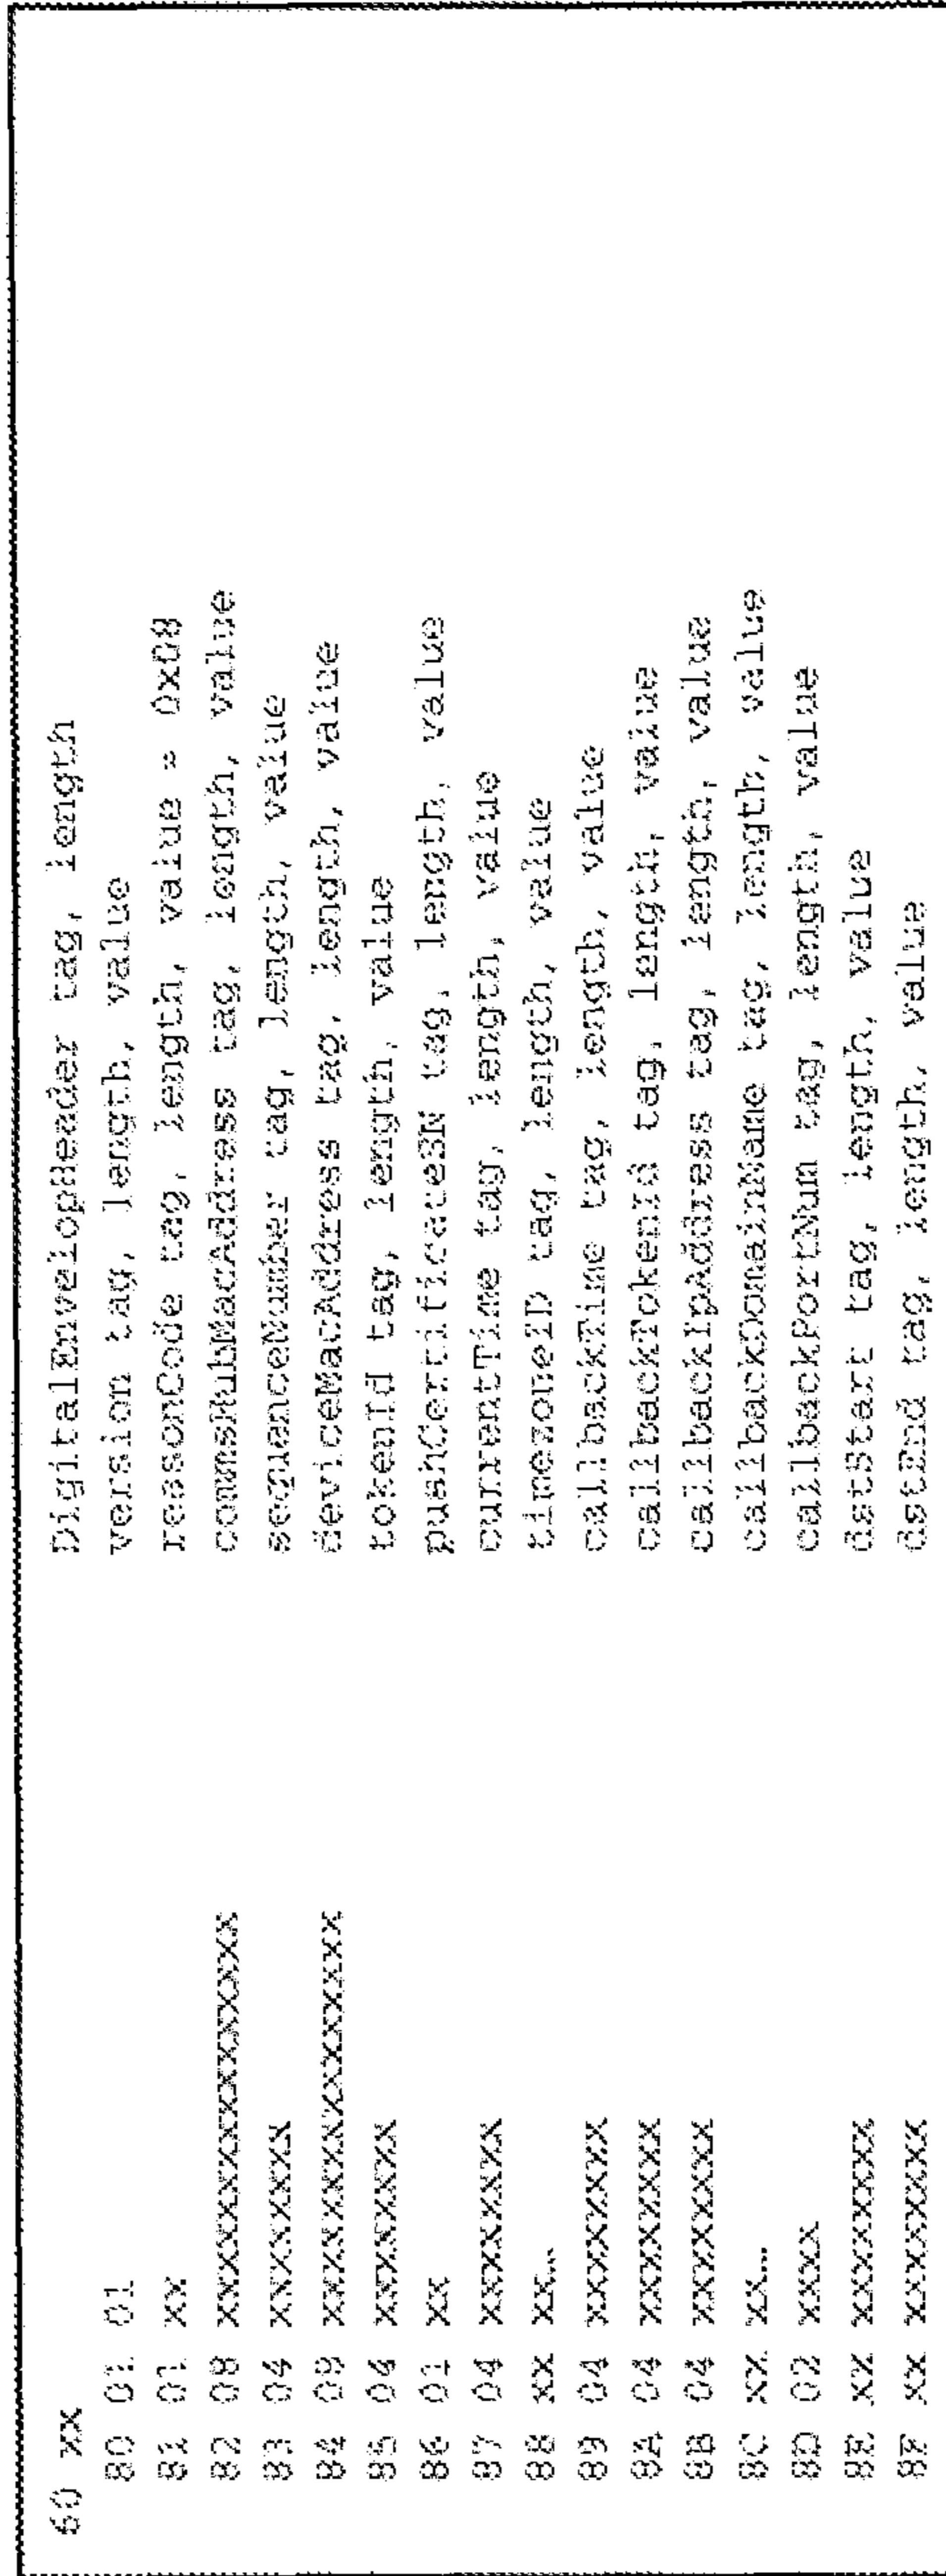 60 xx DigitalEnvelopHeader tag, length
80 01 01 version tag, length, value
81 01 xx reasonCode tag, length, value = 0x08
82 08 xxxxxxxxxxxxxxxx commsHubMacAddress tag, length, value
83 04 xxxxxxxx sequenceNumber tag, length, value
84 08 xxxxxxxxxxxxxxxx deviceMacAddress tag, length, value
85 04 xxxxxxxx tokenId tag, length, value
86 01 xx pushCertificateSN tag, length, value
87 04 xxxxxxxx currentTime tag, length, value
88 xx xx… timezoneID tag, length, value
89 04 xxxxxxxx callbackTime tag, length, value
8A 04 xxxxxxxx callbackTokenId tag, length, value
8B 04 xxxxxxxx callbackIpAddress tag, length, value
8C xx xx… callbackDomainName tag, length, value
8D 02 xxxx callbackPortNum tag, length, value
8E xx xxxxxxxx dstStart tag, length, value
8F xx xxxxxxxx dstEnd tag, length, value